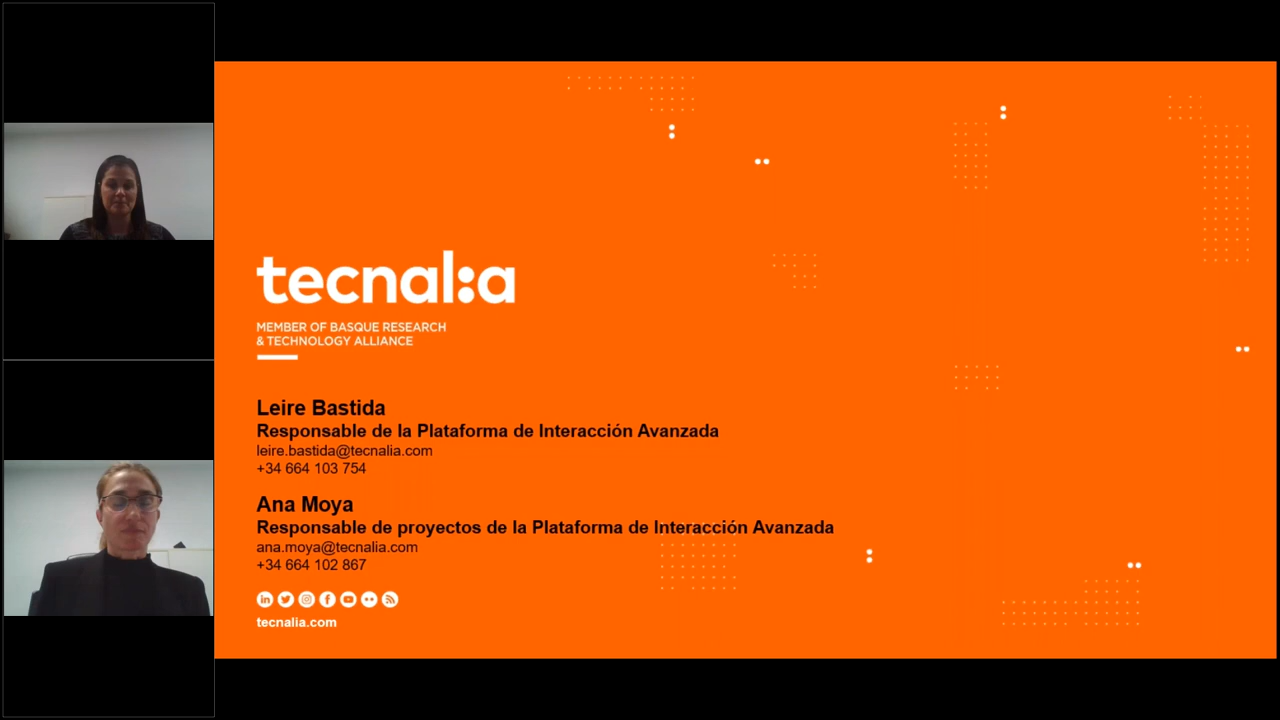 tecnalia
MEMBER OF BASQUE RESEARCH
& TECHNOLOGY ALLIANCE
Leire Bastida
Responsable de la Plataforma de Interacción Avanzada
leire.bastida@tecnalia.com
+34 664 103 754
Ana Moya
Responsable de proyectos de la Plataforma de Interacción Avanzada
ana.moya@tecnalia.com
+34 664 102 867
tecnalia.com